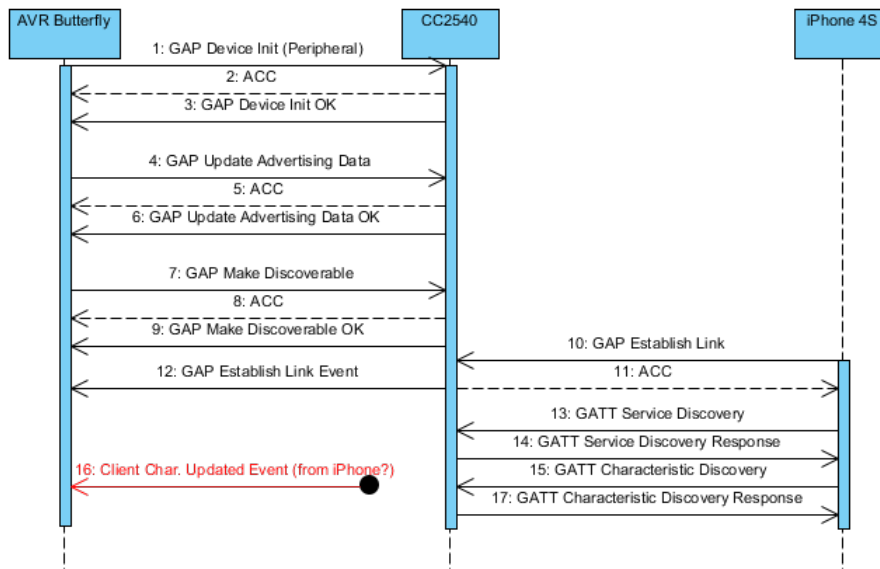 AVR Butterfly
CC2540
iPhone 4S
1: GAP Device Init (Peripheral)
2: ACC
3: GAP Device Init OK
4: GAP Update Advertising Data
5: ACC
6: GAP Update Advertising Data OK
7: GAP Make Discoverable
8: ACC
9: GAP Make Discoverable OK
10: GAP Establish Link
12: GAP Establish Link Event
11: ACC
13: GATT Service Discovery
14: GATT Service Discovery Response
16: Client Char. Updated Event (from iPhone?)
15: GATT Characteristic Discovery
17: GATT Characteristic Discovery Response